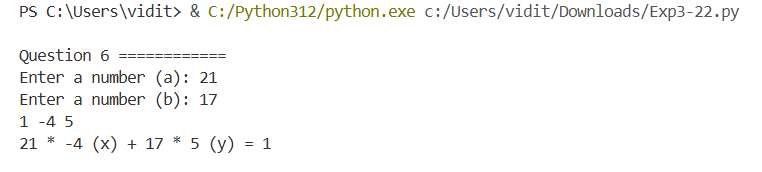 PS C:\Users\vidit> & C:/Python312/python.exe c:/Users/vidit/Downloads/Exp3-22.py
Question 6 ============
Enter a number (a): 21
Enter a number (b): 17
1 -4 5
21 * -4 (x) + 17 * 5 (y) = 1